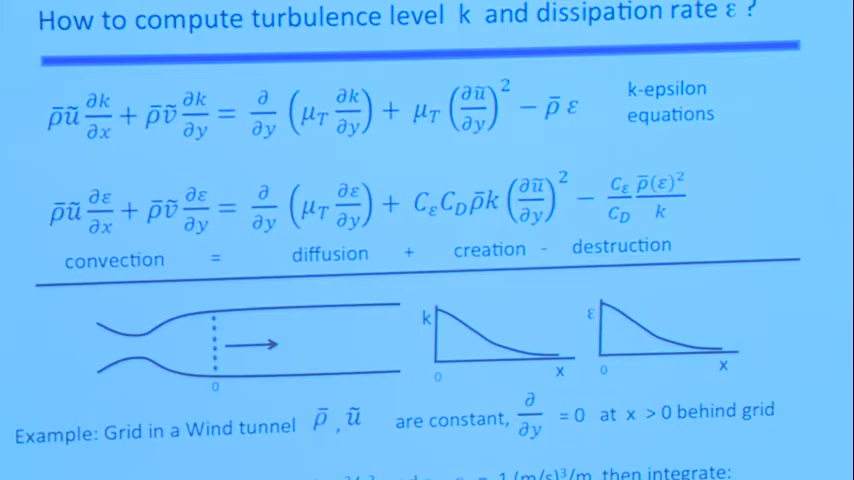 How to compute turbulence level k and dissipation rate ε ?
ρ̄ũ ∂k/∂x + ρ̄ṽ ∂k/∂y = ∂/∂y (μ_T ∂k/∂y) + μ_T (∂ũ/∂y)² − ρ̄ ε
k-epsilon
equations
ρ̄ũ ∂ε/∂x + ρ̄ṽ ∂ε/∂y = ∂/∂y (μ_T ∂ε/∂y) + C_ε C_D ρ̄k (∂ũ/∂y)² − C_ε/C_D ρ̄(ε)²/k
convection = diffusion + creation - destruction
0
k
0 x
ε
0 x
Example: Grid in a Wind tunnel ρ̄ , ũ are constant, ∂/∂y = 0 at x > 0 behind grid
1 (m/s)³/m then integrate: